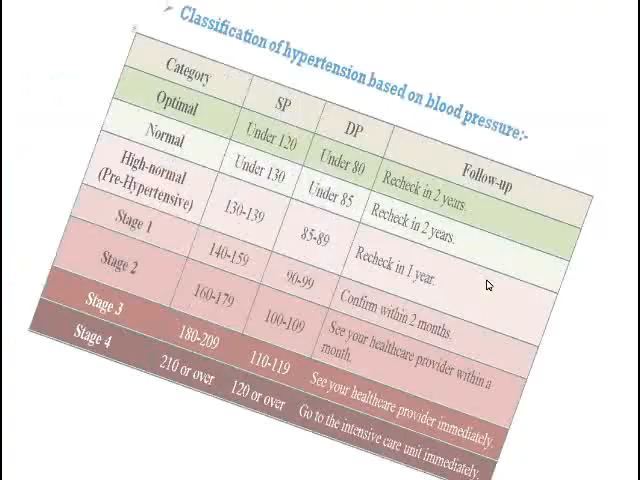 Classification of hypertension based on blood pressure:-
Category SP DP Follow-up
Optimal Under 120 Under 80 Recheck in 2 years.
Normal Under 130 Under 85 Recheck in 2 years.
High-normal
(Pre-Hypertensive) 130-139 85-89 Recheck in 1 year.
Stage 1 140-159 90-99 Confirm within 2 months.
Stage 2 160-179 100-109 See your healthcare provider within a
month.
Stage 3 180-209 110-119 See your healthcare provider immediately.
Stage 4 210 or over 120 or over Go to the intensive care unit immediately.